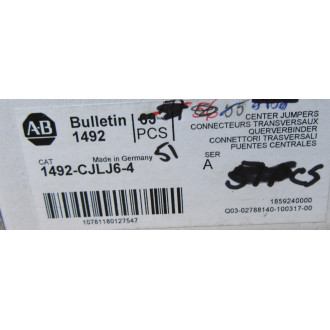 A-B
Bulletin
1492
PCS
51
CENTER JUMPERS
CONNECTEURS TRANSVERSAUX
QUERVERBINDER
CONNETTORI TRASVERSALI
PUENTES CENTRALES
CAT
Made in Germany
1492-CJLJ6-4
SER
A
PCS
10781180127547
1859240000
Q03-02788140-100317-00